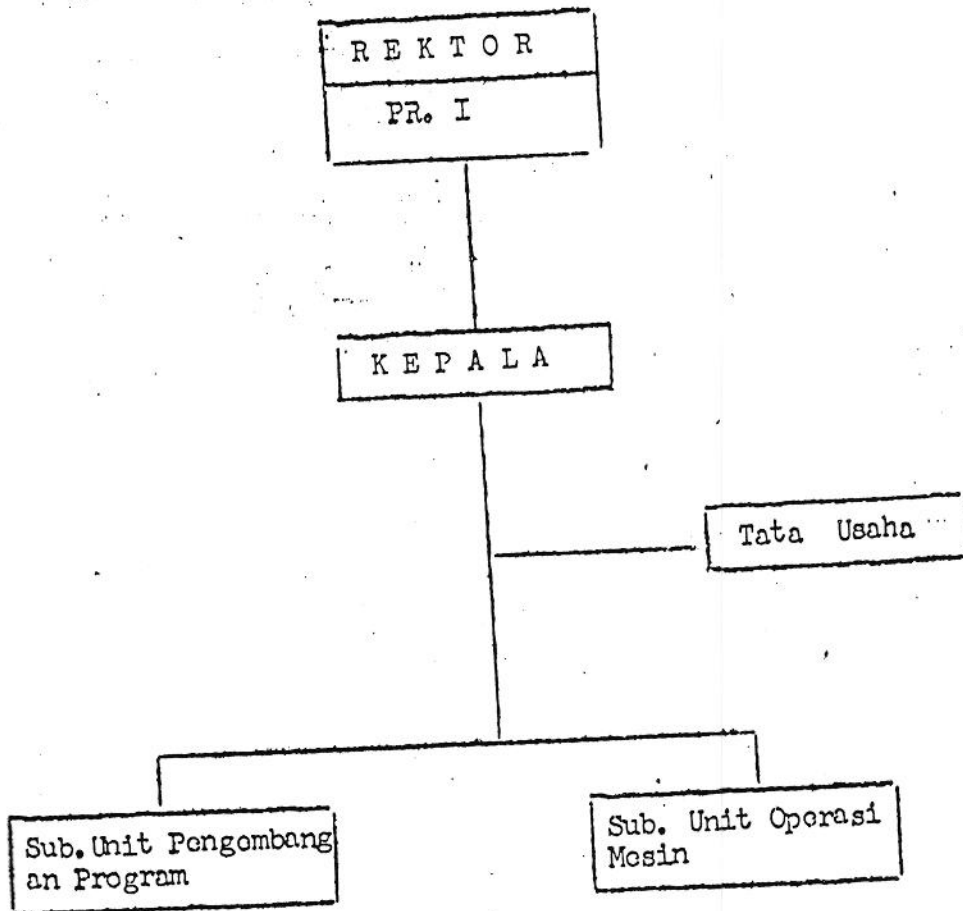 R E K T O R
PR. I
K E P A L A
Tata Usaha
Sub. Unit Pengembang
an Program
Sub. Unit Operasi
Mesin